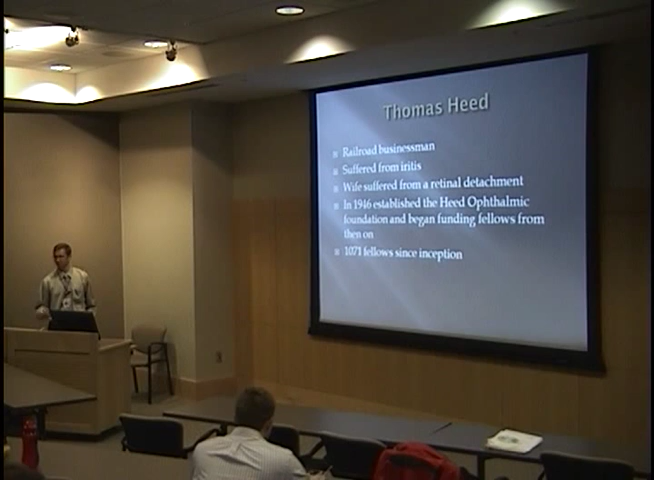 Thomas Heed
Railroad businessman
Suffered from iritis
Wife suffered from a retinal detachment
In 1946 established the Heed Ophthalmic
foundation and began funding fellows from
then on
1071 fellows since inception